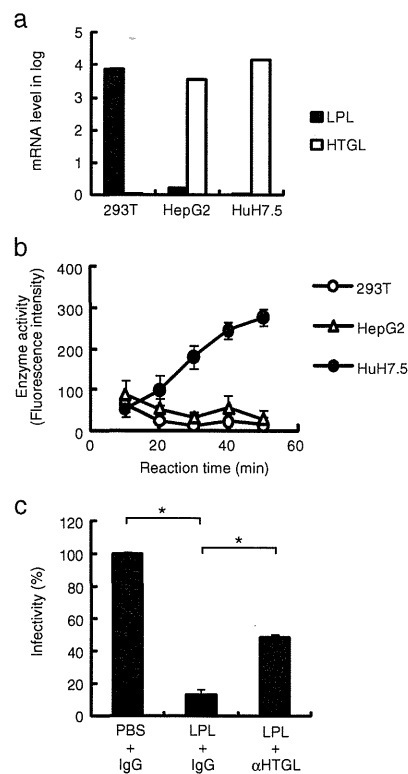 a
mRNA level in log
5
4
3
2
1
0
293T HepG2 HuH7.5
LPL
HTGL
b
Enzyme activity
(Fluorescence intensity)
400
300
200
100
0
0 20 40 60
Reaction time (min)
293T
HepG2
HuH7.5
c
Infectivity (%)
120
100
80
60
40
20
0
* *
PBS LPL LPL
+ + +
IgG IgG αHTGL